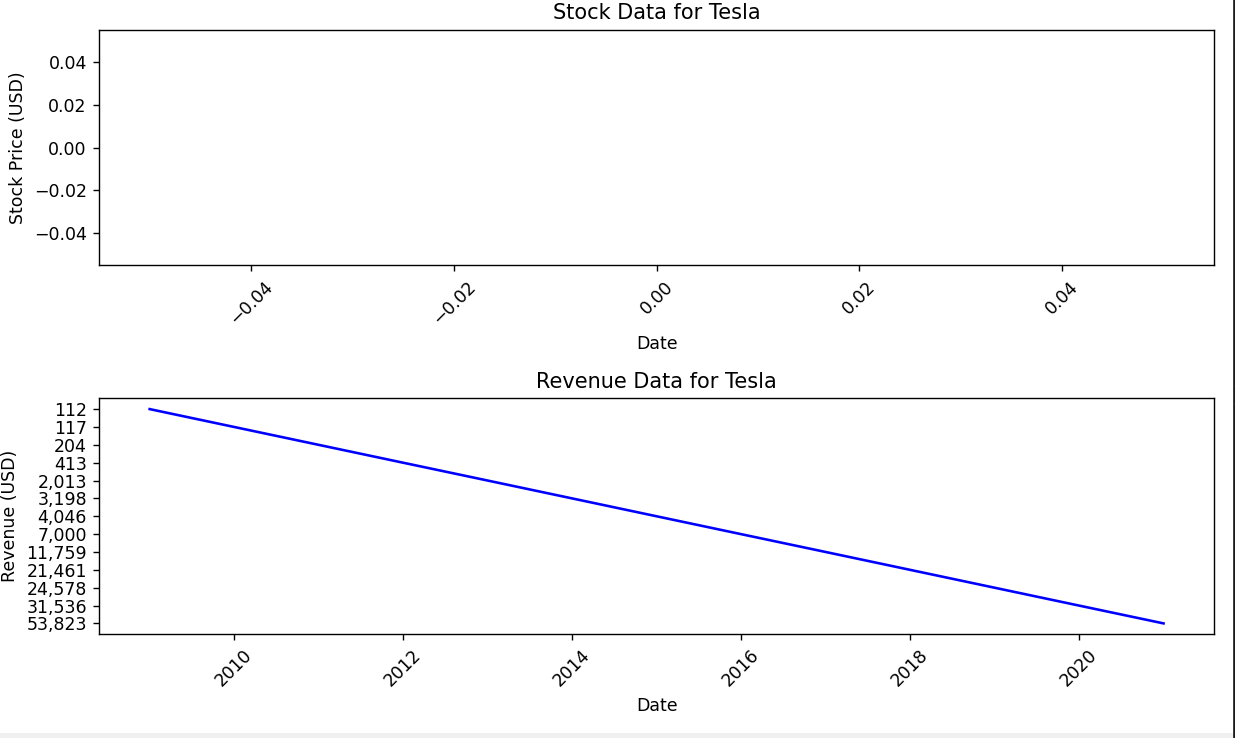 Stock Data for Tesla
Stock Price (USD)
0.04
0.02
0.00
−0.02
−0.04
−0.04 −0.02 0.00 0.02 0.04
Date
Revenue Data for Tesla
Revenue (USD)
112
117
204
413
2,013
3,198
4,046
7,000
11,759
21,461
24,578
31,536
53,823
2010 2012 2014 2016 2018 2020
Date